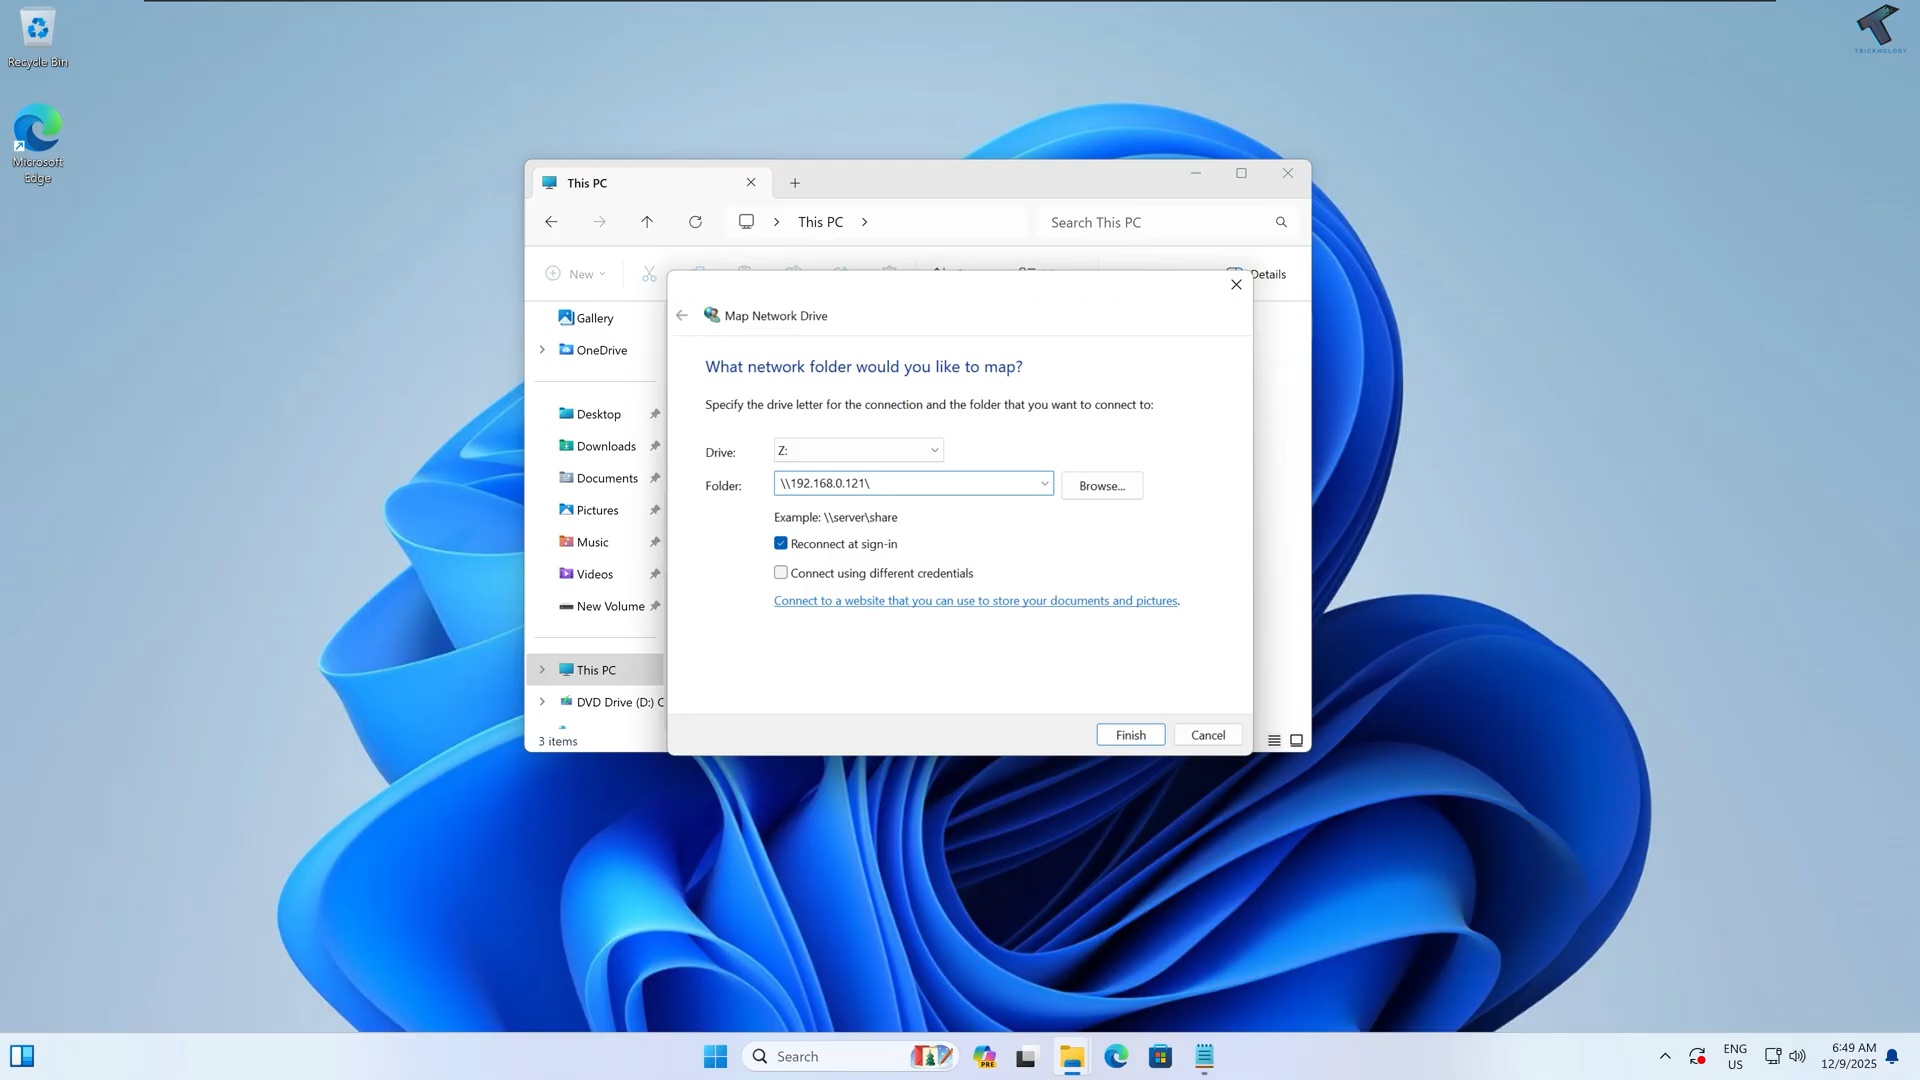 Recycle Bin
Microsoft
Edge
TRICKNOLOGY
This PC
This PC
Search This PC
New
Details
Gallery
OneDrive
Desktop
Downloads
Documents
Pictures
Music
Videos
New Volume
This PC
DVD Drive (D:) C
3 items
Map Network Drive
What network folder would you like to map?
Specify the drive letter for the connection and the folder that you want to connect to:
Drive:
Z:
Folder:
\\192.168.0.121\
Browse...
Example: \\server\share
Reconnect at sign-in
Connect using different credentials
Connect to a website that you can use to store your documents and pictures.
Finish
Cancel
Search
PRE
ENG
US
6:49 AM
12/9/2025